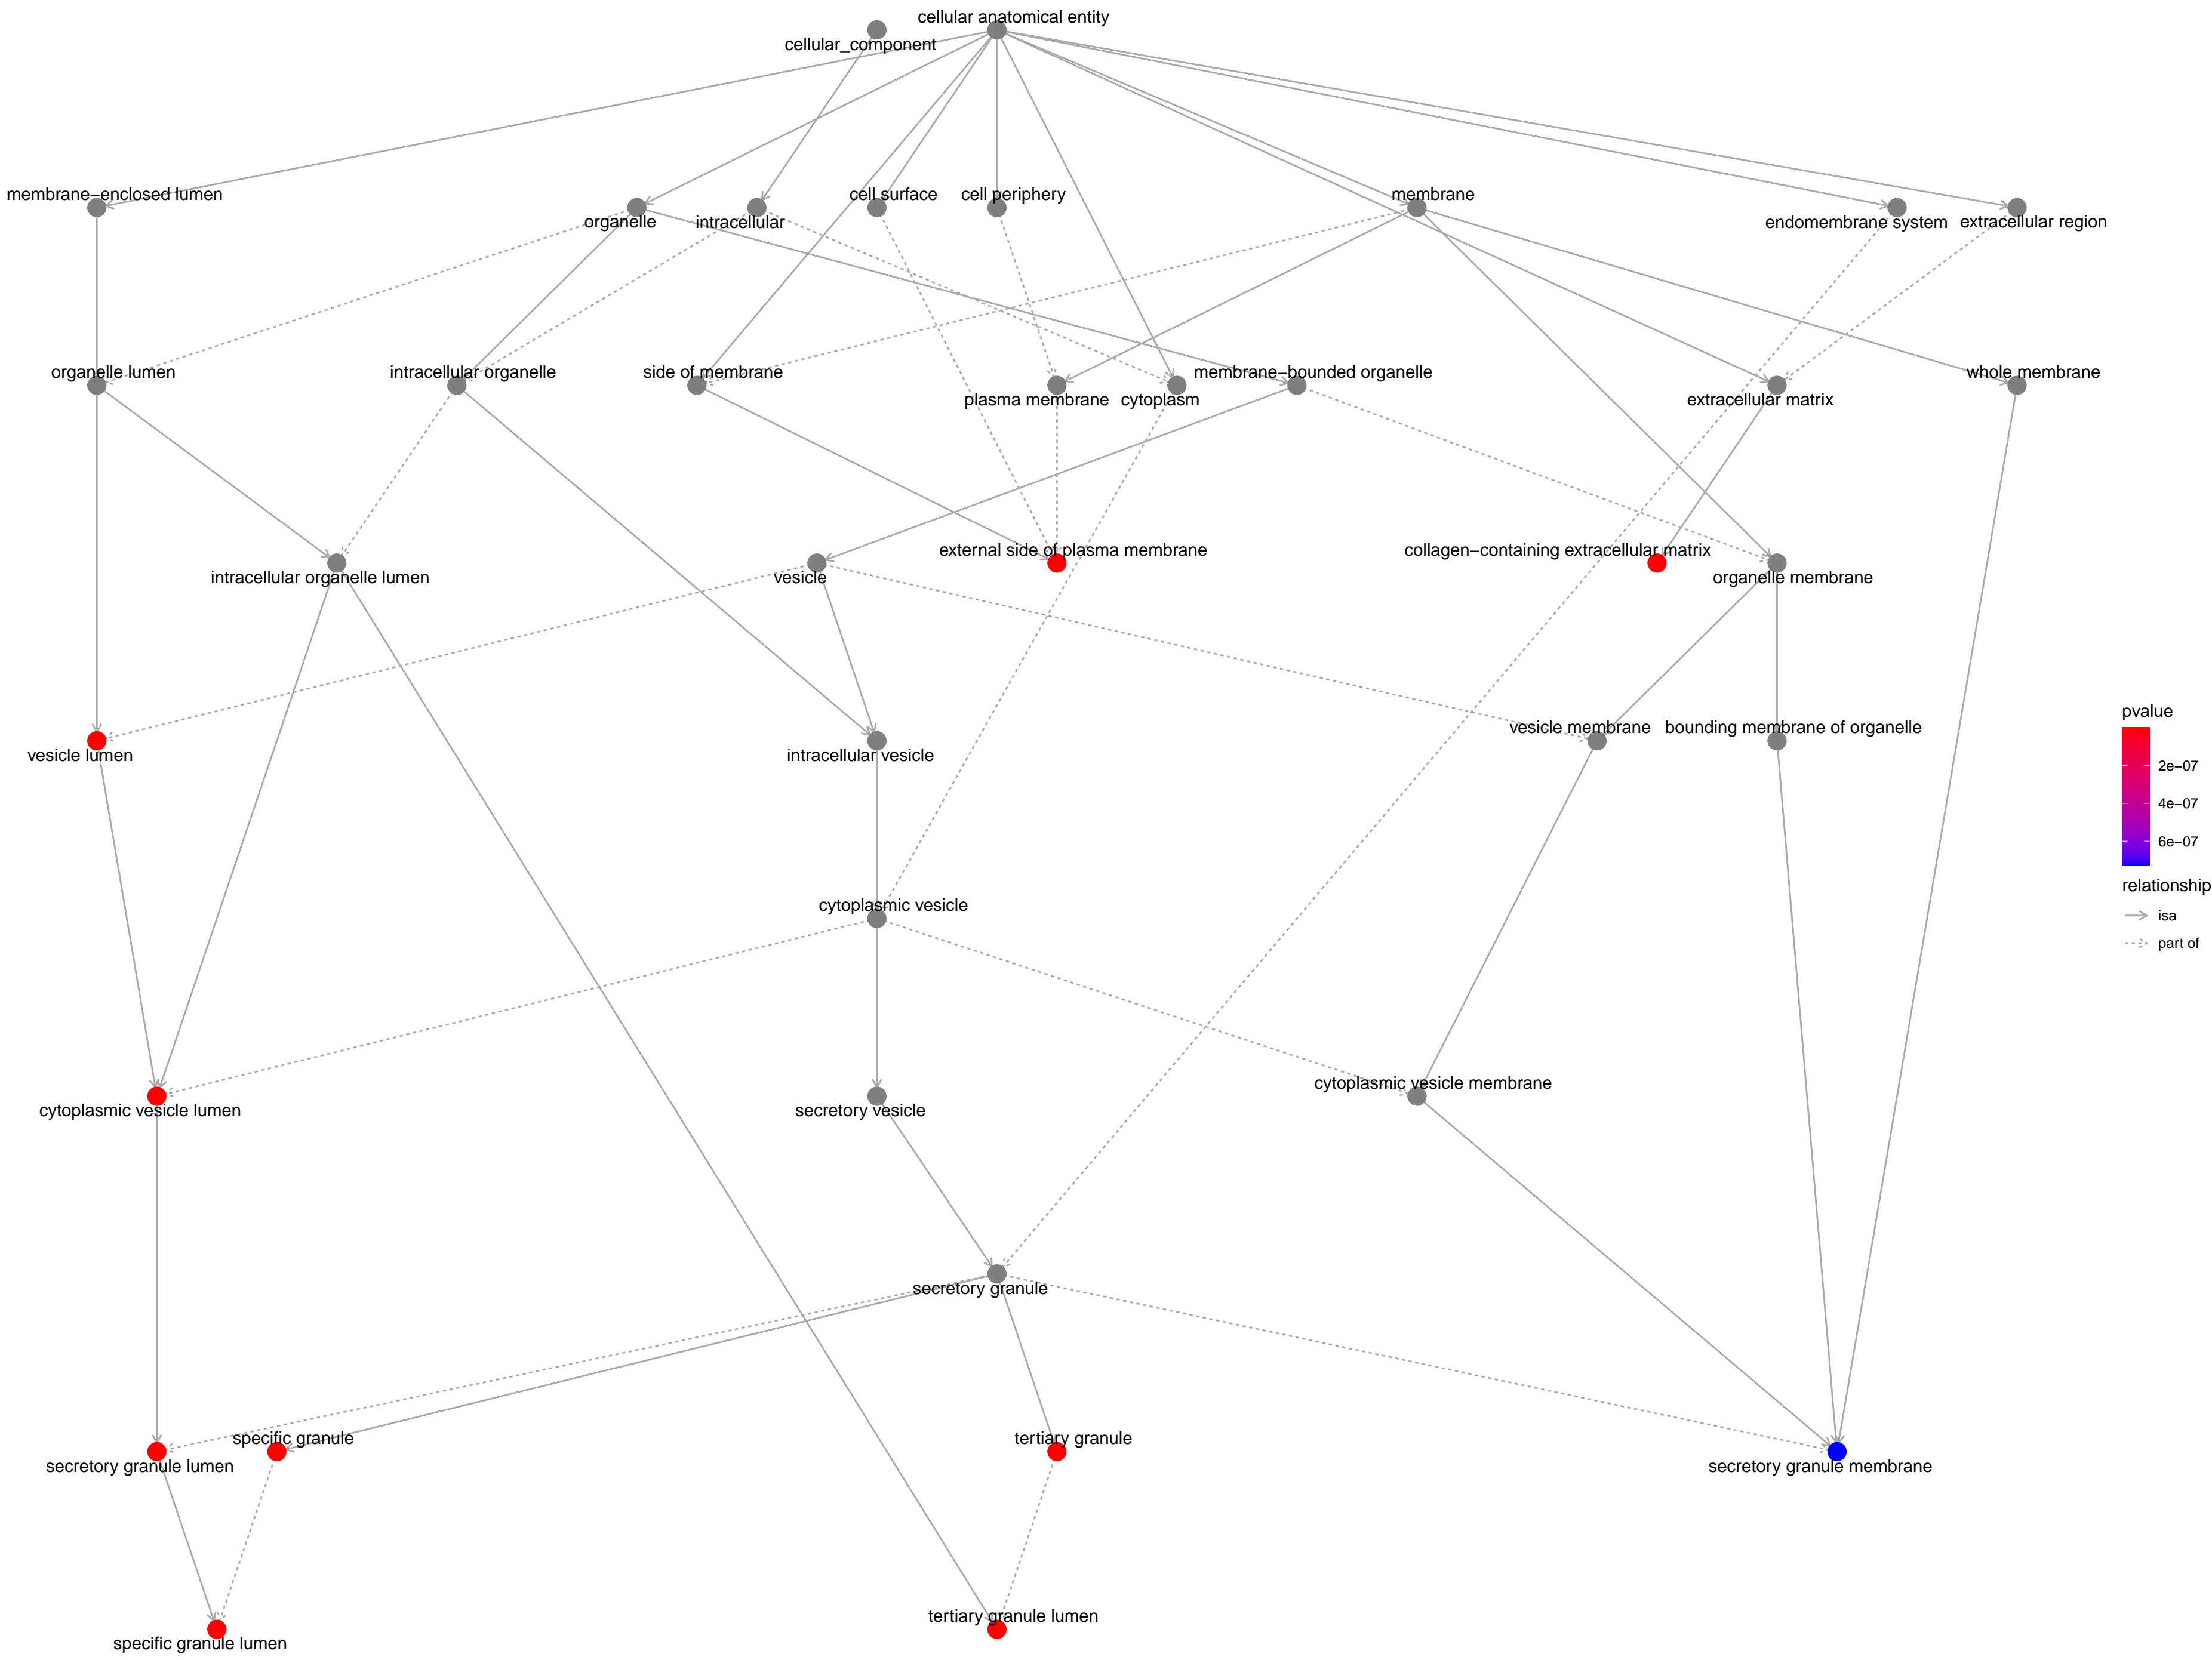 cellular anatomical entity
cellular_component
membrane−enclosed lumen
cell surface
cell periphery
membrane
organelle
intracellular
endomembrane system
extracellular region
organelle lumen
intracellular organelle
side of membrane
membrane−bounded organelle
whole membrane
plasma membrane
cytoplasm
extracellular matrix
external side of plasma membrane
collagen−containing extracellular matrix
intracellular organelle lumen
vesicle
organelle membrane
vesicle membrane
bounding membrane of organelle
vesicle lumen
intracellular vesicle
pvalue
2e−07
4e−07
6e−07
relationship
isa
part of
cytoplasmic vesicle
cytoplasmic vesicle membrane
cytoplasmic vesicle lumen
secretory vesicle
secretory granule
specific granule
tertiary granule
secretory granule lumen
secretory granule membrane
tertiary granule lumen
specific granule lumen